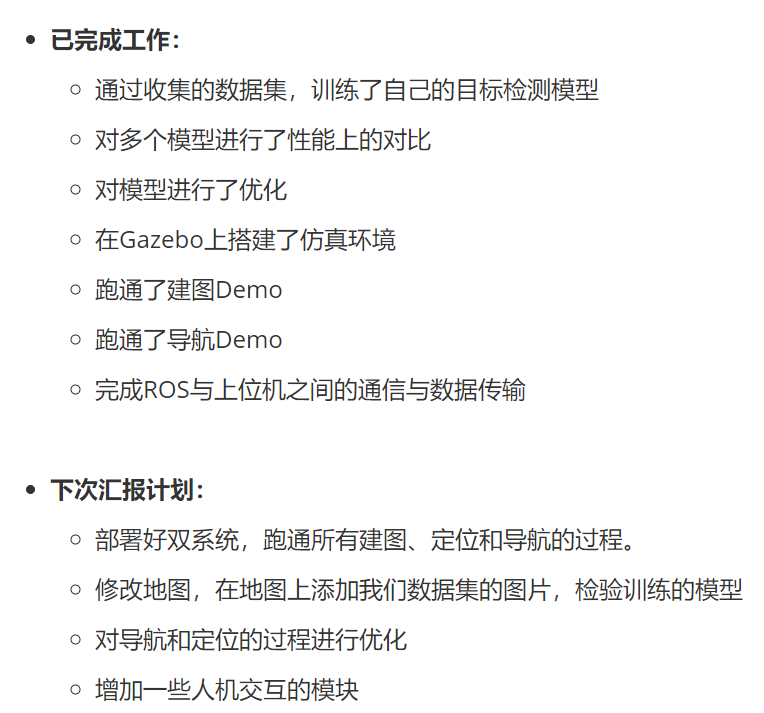 已完成工作：
通过收集的数据集，训练了自己的目标检测模型
对多个模型进行了性能上的对比
对模型进行了优化
在Gazebo上搭建了仿真环境
跑通了建图Demo
跑通了导航Demo
完成ROS与上位机之间的通信与数据传输
下次汇报计划：
部署好双系统，跑通所有建图、定位和导航的过程。
修改地图，在地图上添加我们数据集的图片，检验训练的模型
对导航和定位的过程进行优化
增加一些人机交互的模块